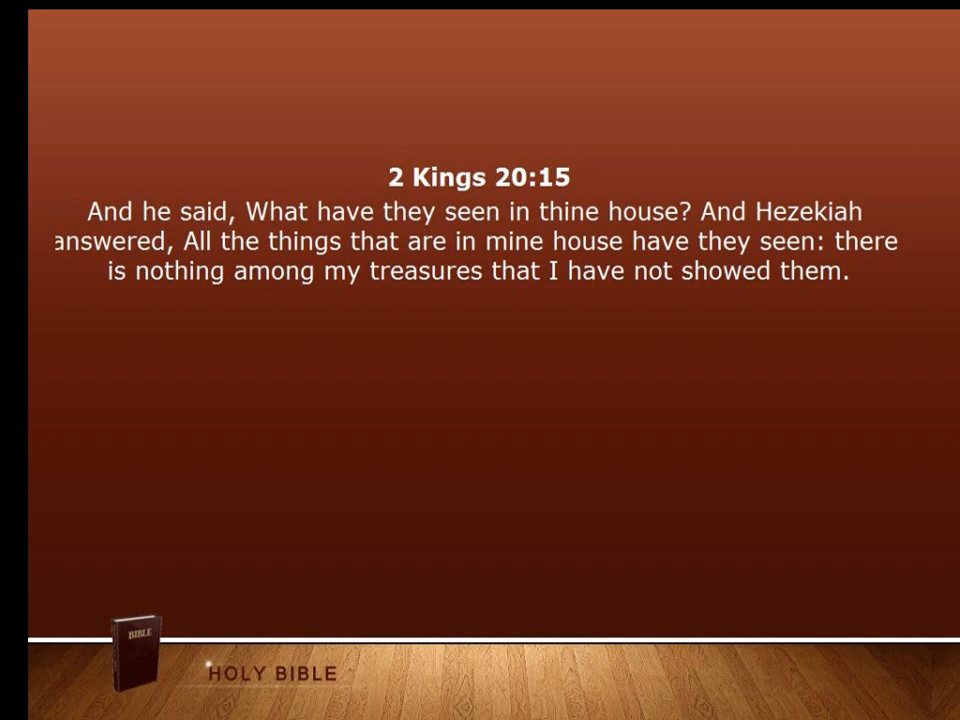 2 Kings 20:15
And he said, What have they seen in thine house? And Hezekiah
answered, All the things that are in mine house have they seen: there
is nothing among my treasures that I have not showed them.
BIBLE
HOLY BIBLE